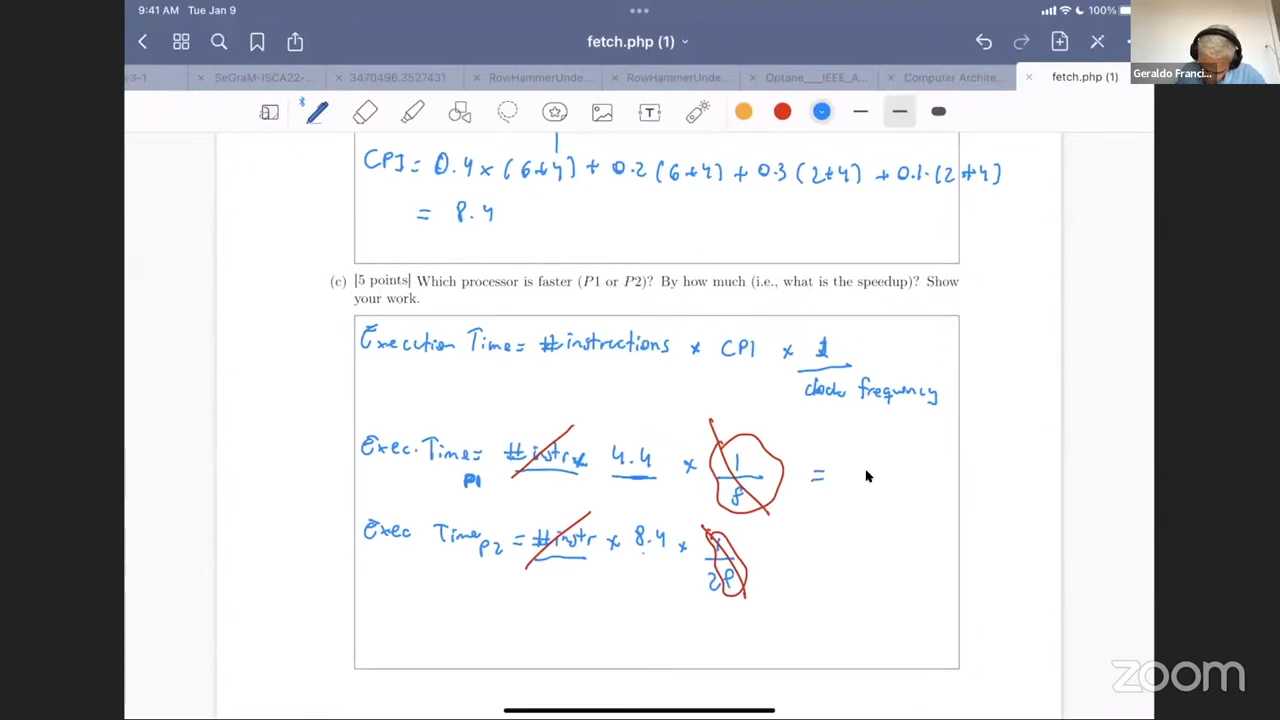 9:41 AM Tue Jan 9
100%
fetch.php (1)
v3-1
SeGraM-ISCA22-...
3470496.3527431
RowHammerUnde...
RowHammerUnde...
Optane___IEEE_A...
Computer Archite...
fetch.php (1)
Geraldo Franci...
CPI = 0.4 × (6+4) + 0.2 (6+4) + 0.3 (2+4) + 0.1·(2+4)
= 8.4
(c) [5 points] Which processor is faster (P1 or P2)? By how much (i.e., what is the speedup)? Show
your work.
Execution Time = #instructions × CPI × 1
clock frequency
Exec. Time P1 = #instr × 4.4 × 1/f =
Exec Time P2 = #instr × 8.4 × 1/2f
zoom